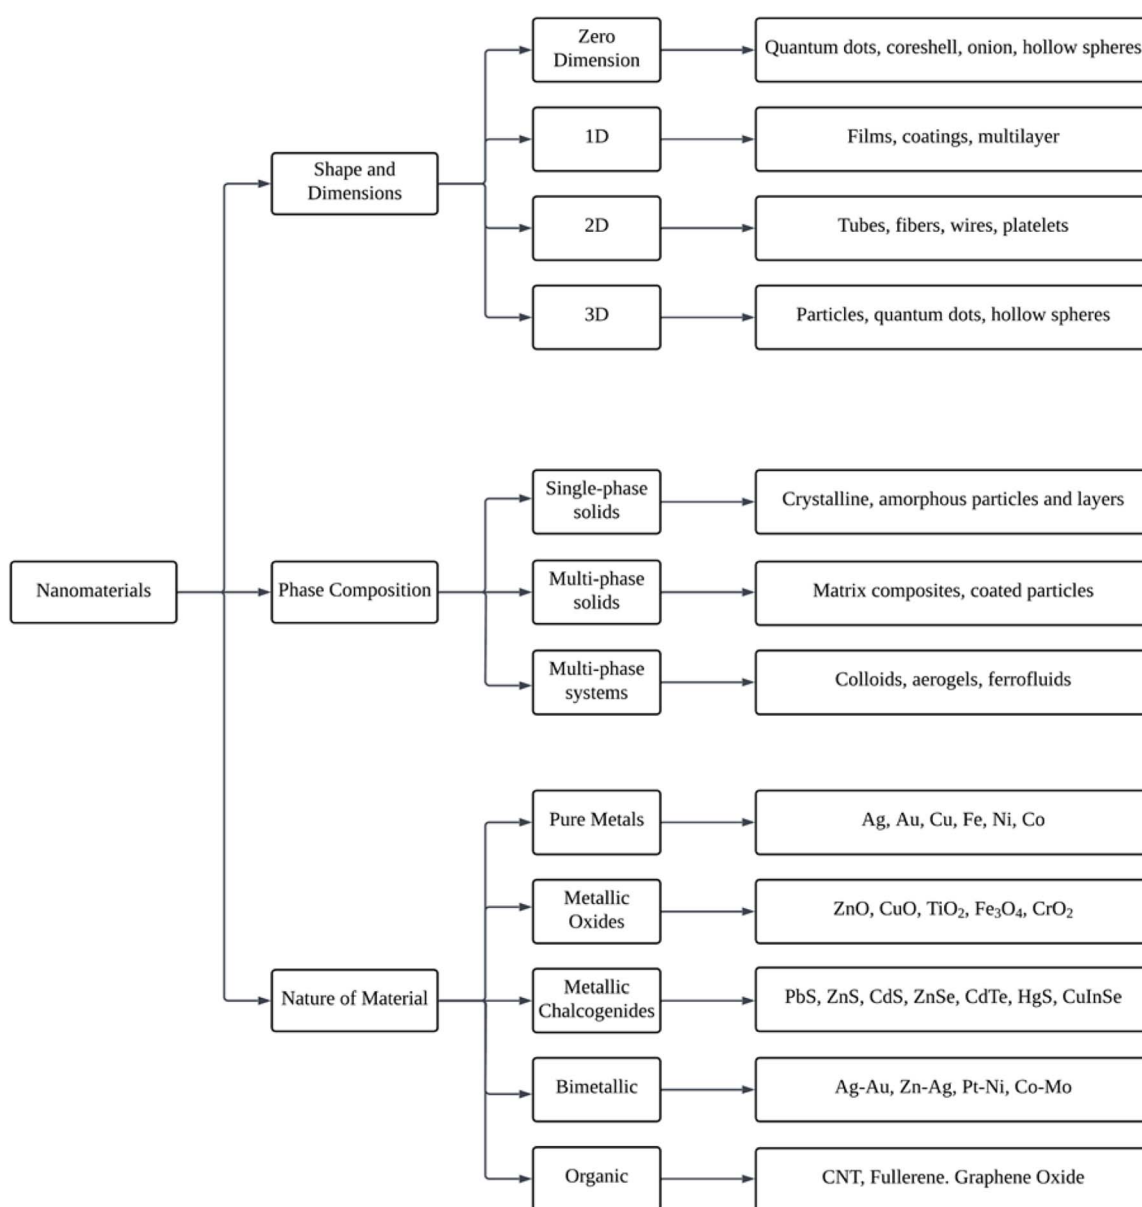 Zero
Dimension
Quantum dots, coreshell, onion, hollow spheres
1D
Films, coatings, multilayer
Shape and
Dimensions
2D
Tubes, fibers, wires, platelets
3D
Particles, quantum dots, hollow spheres
Single-phase
solids
Crystalline, amorphous particles and layers
Nanomaterials
Phase Composition
Multi-phase
solids
Matrix composites, coated particles
Multi-phase
systems
Colloids, aerogels, ferrofluids
Pure Metals
Ag, Au, Cu, Fe, Ni, Co
Metallic
Oxides
ZnO, CuO, TiO₂, Fe₃O₄, CrO₂
Nature of Material
Metallic
Chalcogenides
PbS, ZnS, CdS, ZnSe, CdTe, HgS, CuInSe
Bimetallic
Ag-Au, Zn-Ag, Pt-Ni, Co-Mo
Organic
CNT, Fullerene. Graphene Oxide